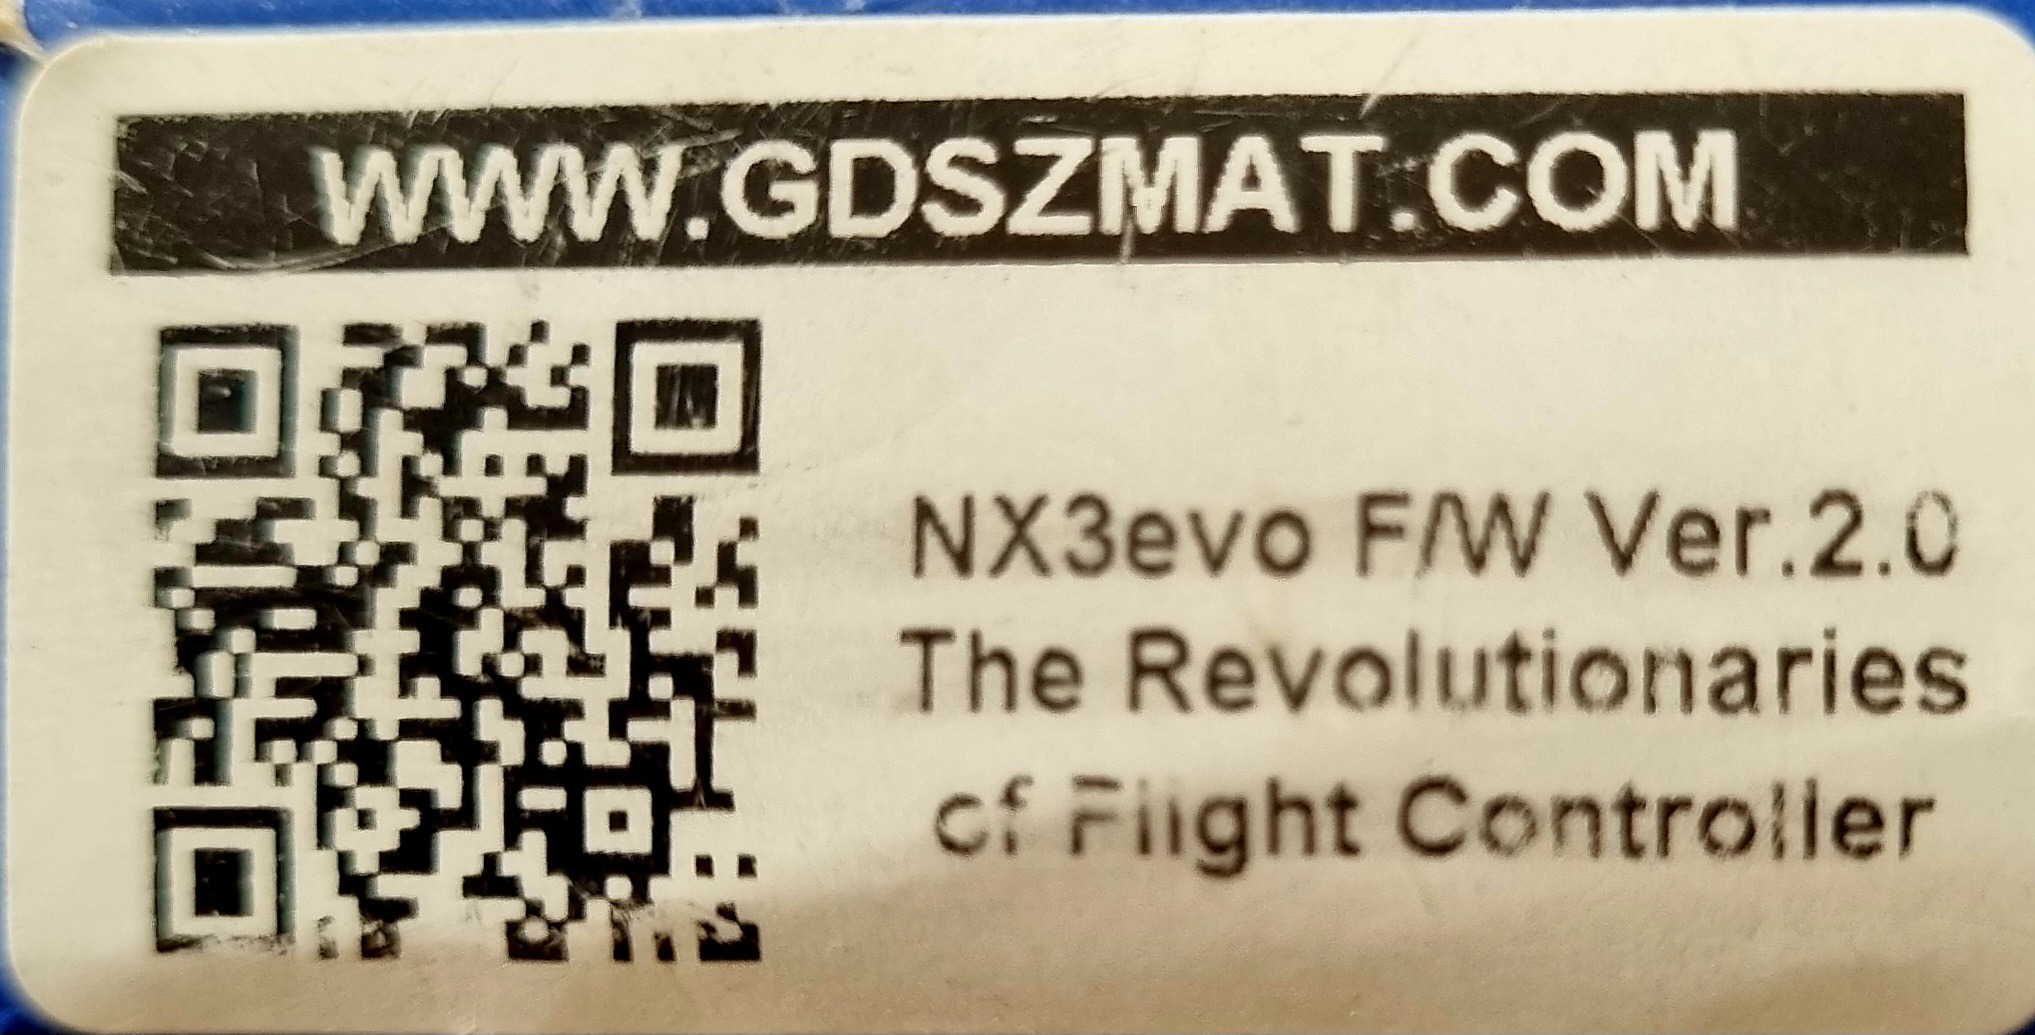 WWW.GDSZMAT.COM
NX3evo F/W Ver.2.0
The Revolutionaries
of Flight Controller